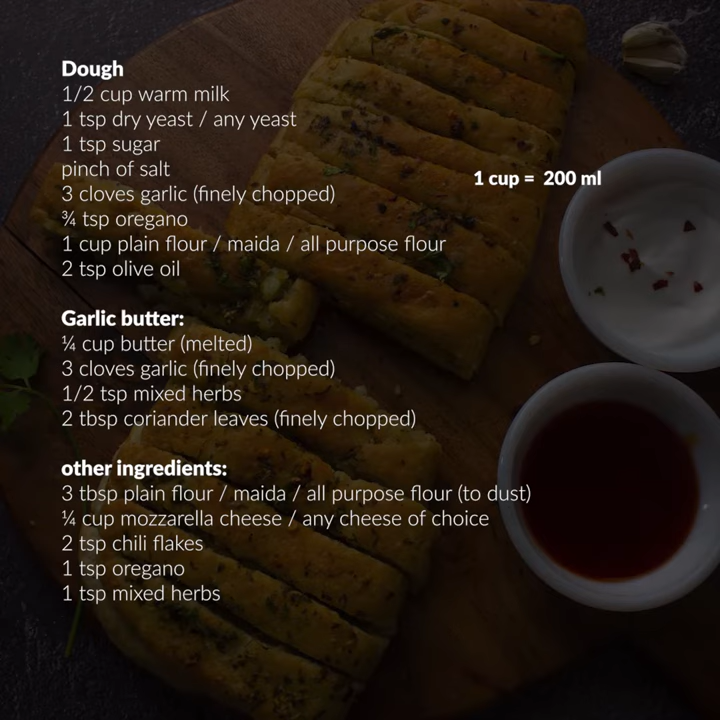 Dough
1/2 cup warm milk
1 tsp dry yeast / any yeast
1 tsp sugar
pinch of salt
3 cloves garlic (finely chopped)
¾ tsp oregano
1 cup plain flour / maida / all purpose flour
2 tsp olive oil
1 cup = 200 ml
Garlic butter:
¼ cup butter (melted)
3 cloves garlic (finely chopped)
1/2 tsp mixed herbs
2 tbsp coriander leaves (finely chopped)
other ingredients:
3 tbsp plain flour / maida / all purpose flour (to dust)
¼ cup mozzarella cheese / any cheese of choice
2 tsp chili flakes
1 tsp oregano
1 tsp mixed herbs